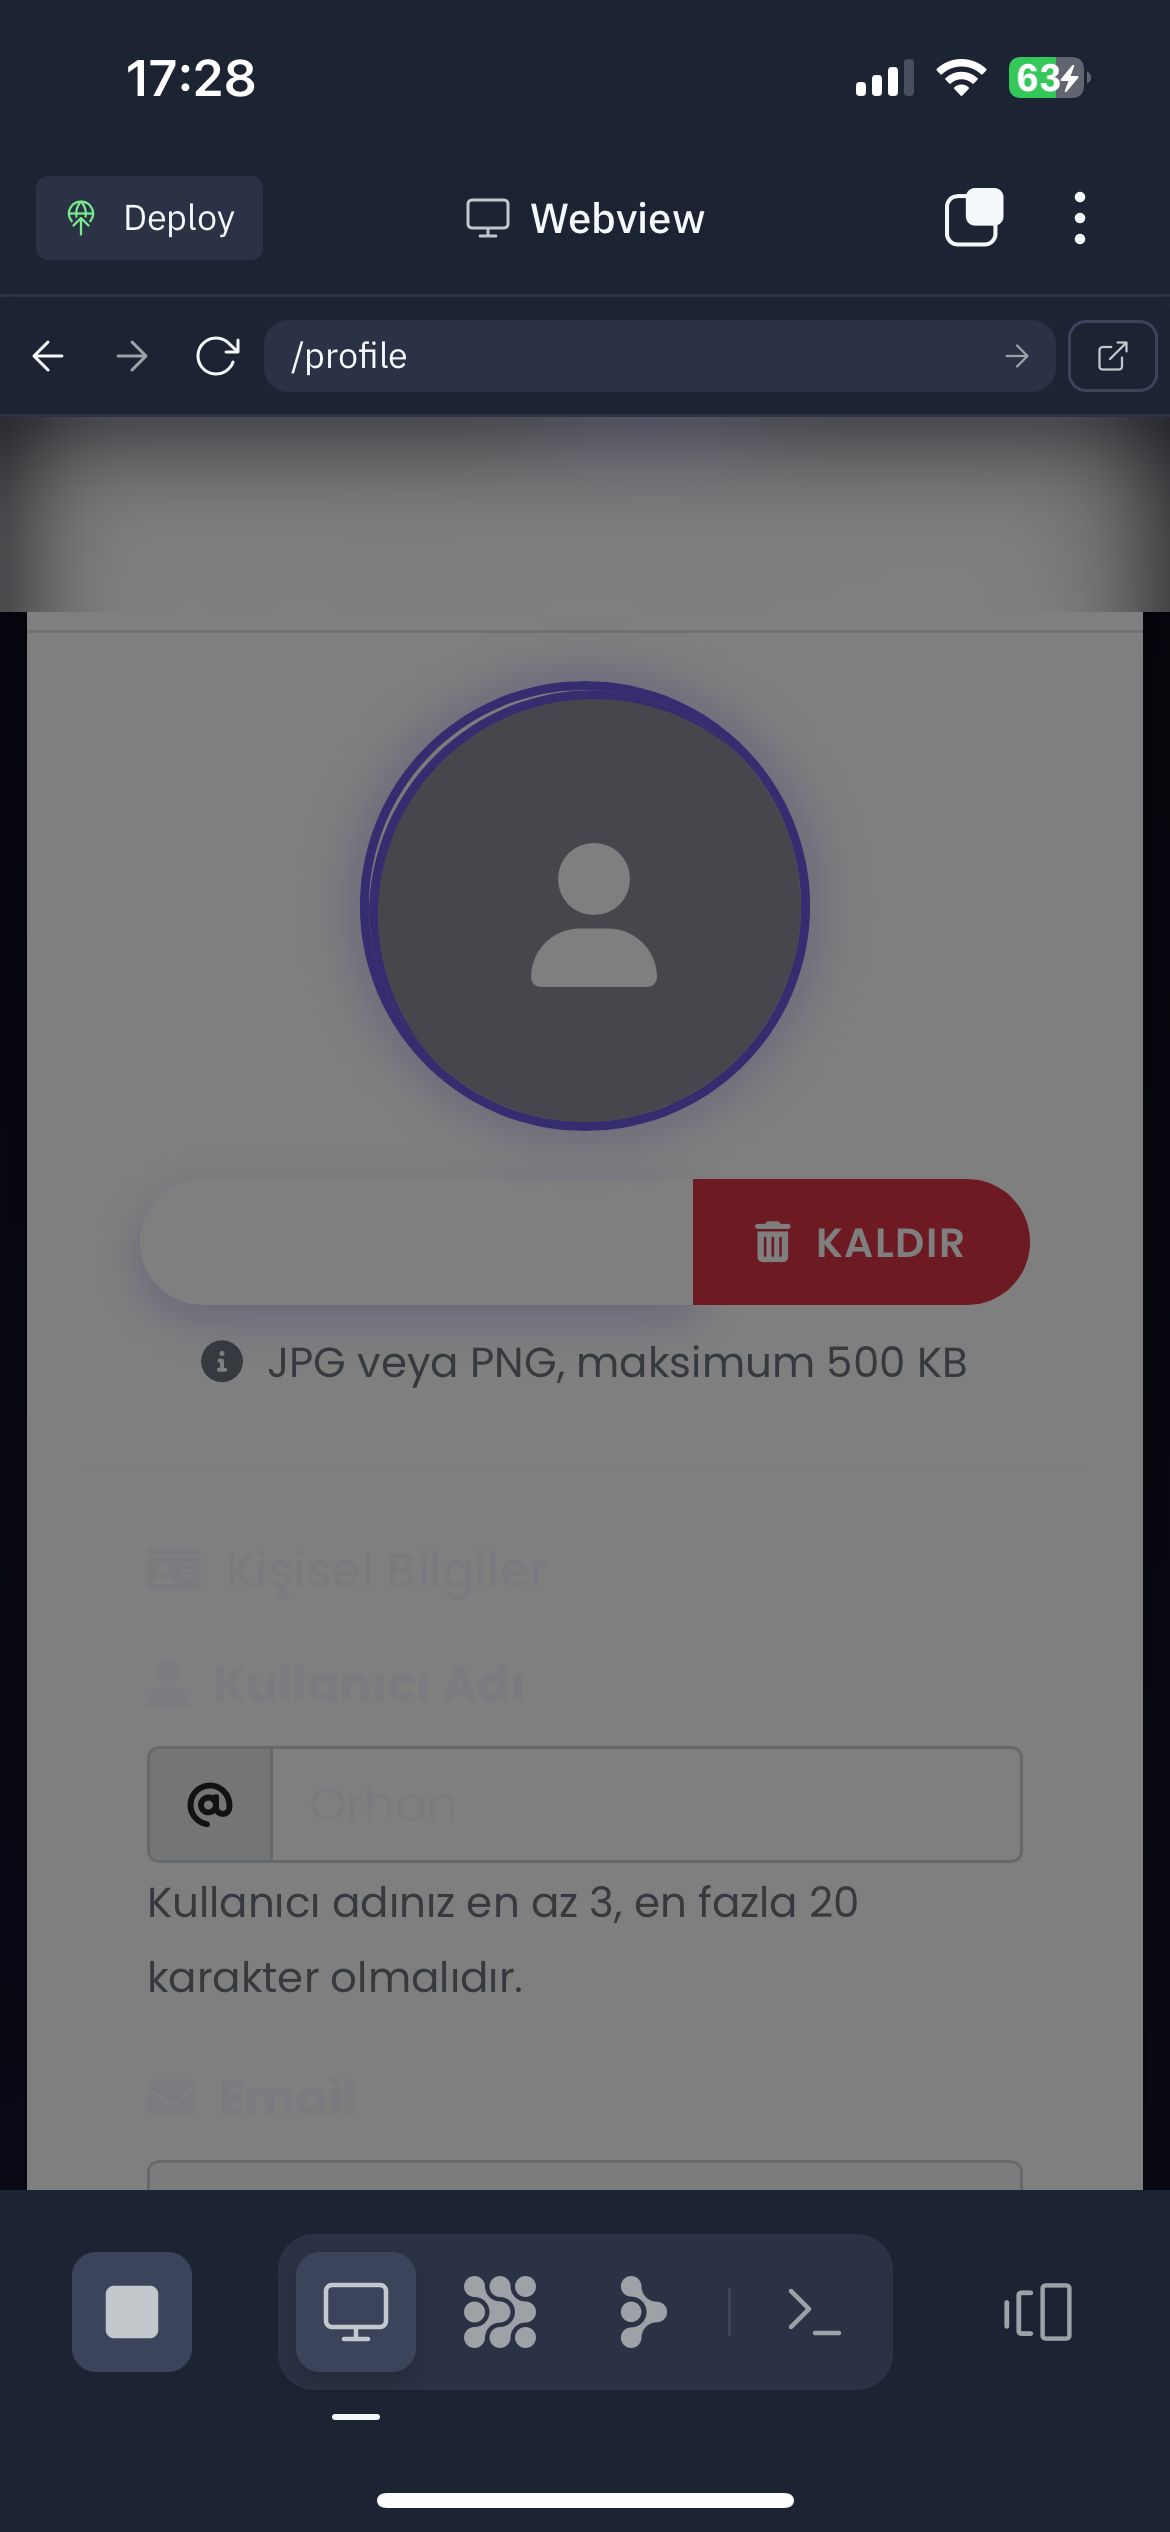 17:28
63
Deploy
Webview
/profile
KALDIR
JPG veya PNG, maksimum 500 KB
Kişisel Bilgiler
Kullanıcı Adı
@
Orhan
Kullanıcı adınız en az 3, en fazla 20
karakter olmalıdır.
Email